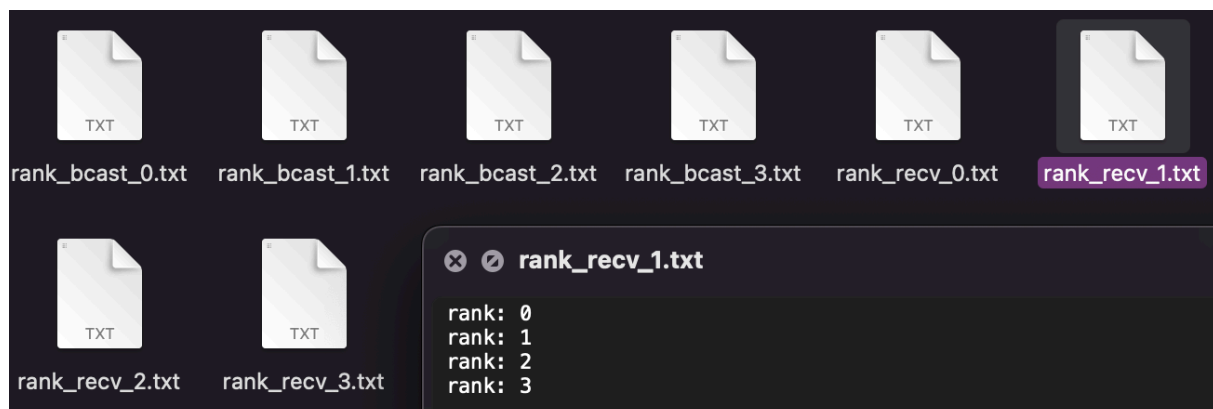 TXT TXT TXT TXT TXT TXT
rank_bcast_0.txt rank_bcast_1.txt rank_bcast_2.txt rank_bcast_3.txt rank_recv_0.txt rank_recv_1.txt
TXT TXT
rank_recv_2.txt rank_recv_3.txt
rank_recv_1.txt
rank: 0
rank: 1
rank: 2
rank: 3